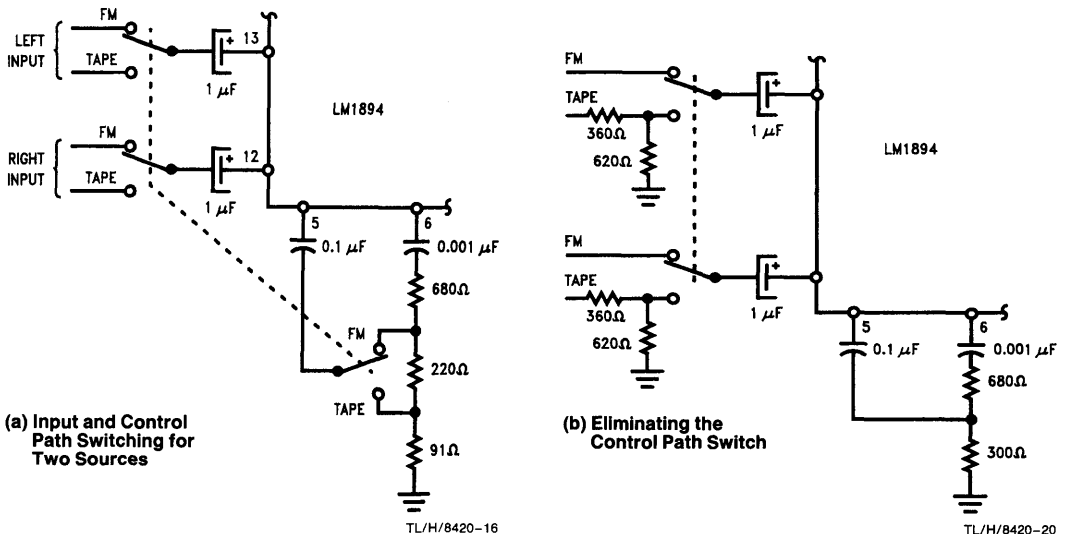 FM
LEFT
INPUT
TAPE
+ 13
1 μF
LM1894
FM
RIGHT
INPUT
TAPE
+ 12
1 μF
5
6
0.1 μF
0.001 μF
680Ω
FM
220Ω
TAPE
91Ω
(a) Input and Control
Path Switching for
Two Sources
TL/H/8420-16
FM
TAPE
+
1 μF
360Ω
620Ω
LM1894
FM
TAPE
+
1 μF
360Ω
620Ω
5
6
0.1 μF
0.001 μF
680Ω
300Ω
(b) Eliminating the
Control Path Switch
TL/H/8420-20